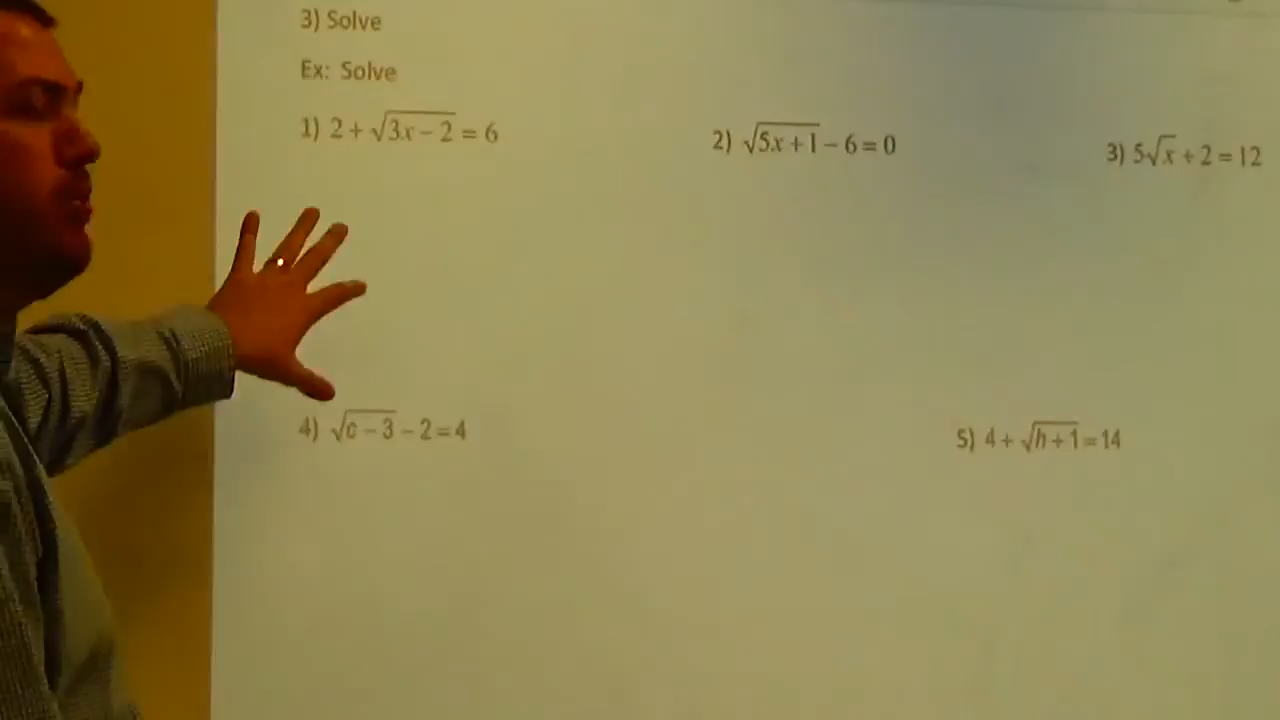 3) Solve
Ex: Solve
1) 2 + √(3x − 2) = 6
2) √(5x + 1) − 6 = 0
3) 5√x + 2 = 12
4) √(c − 3) − 2 = 4
5) 4 + √(h + 1) = 14